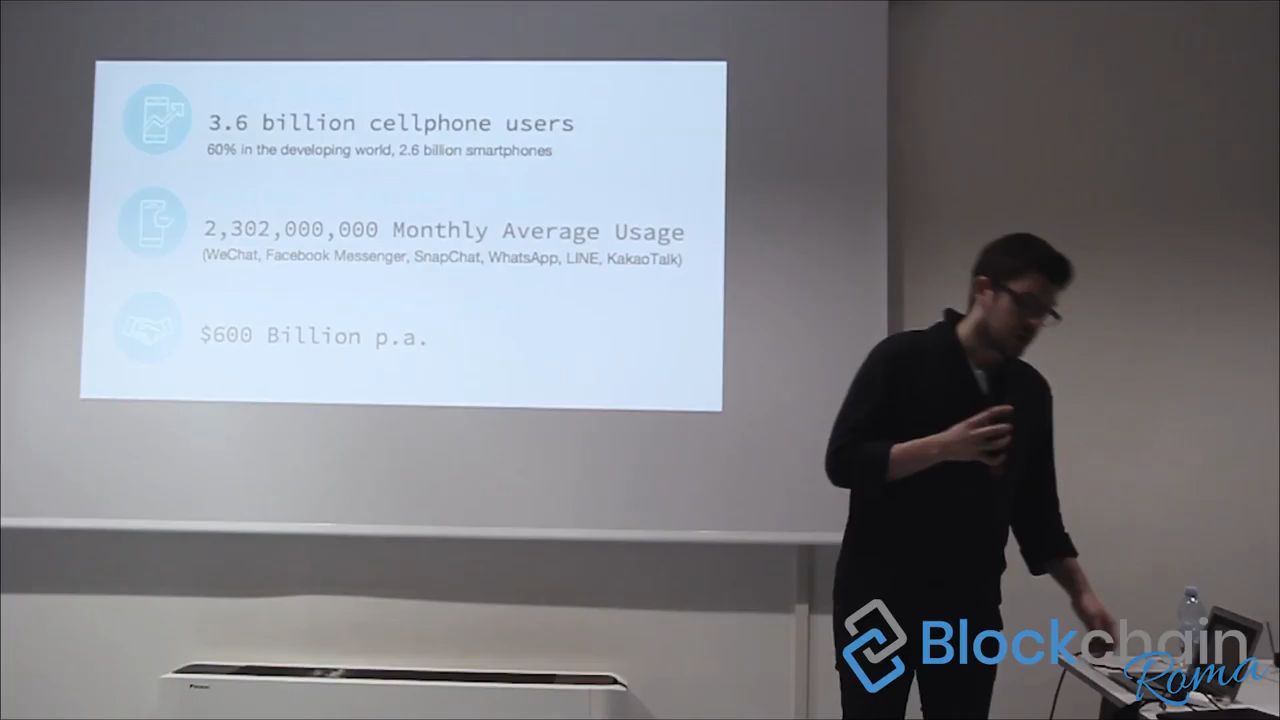 3.6 billion cellphone users
60% in the developing world, 2.6 billion smartphones
2,302,000,000 Monthly Average Usage
(WeChat, Facebook Messenger, SnapChat, WhatsApp, LINE, KakaoTalk)
$600 Billion p.a.
Blockchain
Roma